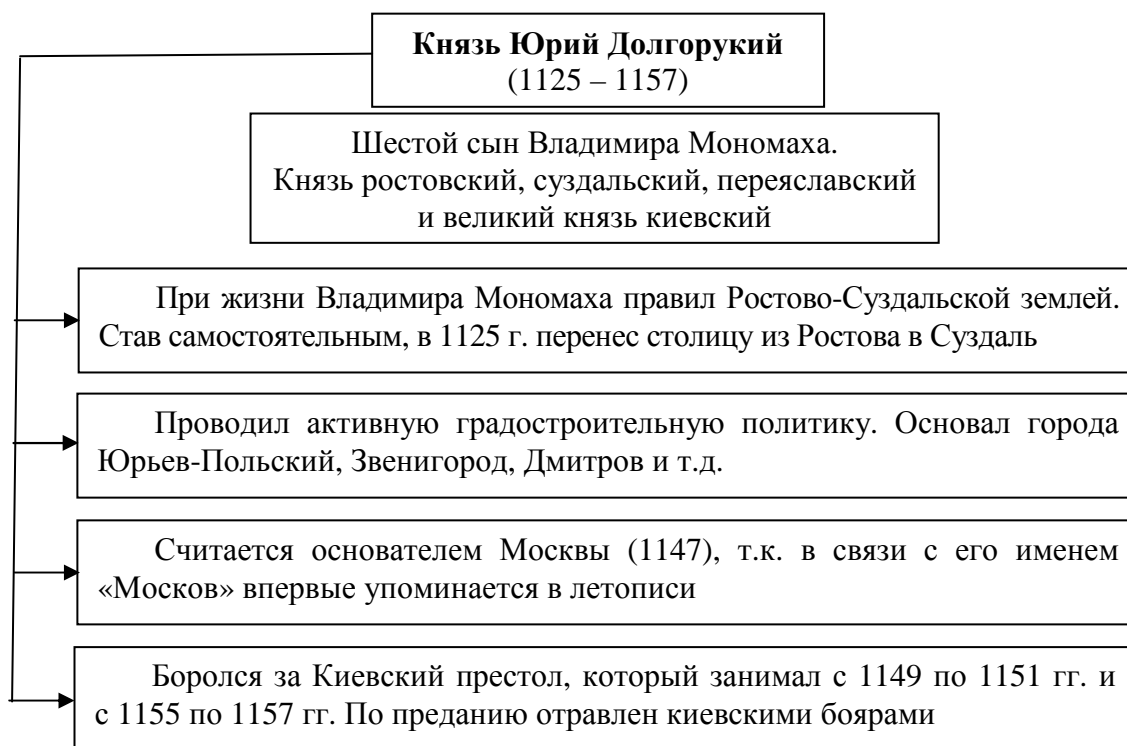 Князь Юрий Долгорукий
(1125 – 1157)
Шестой сын Владимира Мономаха.
Князь ростовский, суздальский, переяславский
и великий князь киевский
При жизни Владимира Мономаха правил Ростово-Суздальской землей.
Став самостоятельным, в 1125 г. перенес столицу из Ростова в Суздаль
Проводил активную градостроительную политику. Основал города
Юрьев-Польский, Звенигород, Дмитров и т.д.
Считается основателем Москвы (1147), т.к. в связи с его именем
«Москов» впервые упоминается в летописи
Боролся за Киевский престол, который занимал с 1149 по 1151 гг. и
с 1155 по 1157 гг. По преданию отравлен киевскими боярами